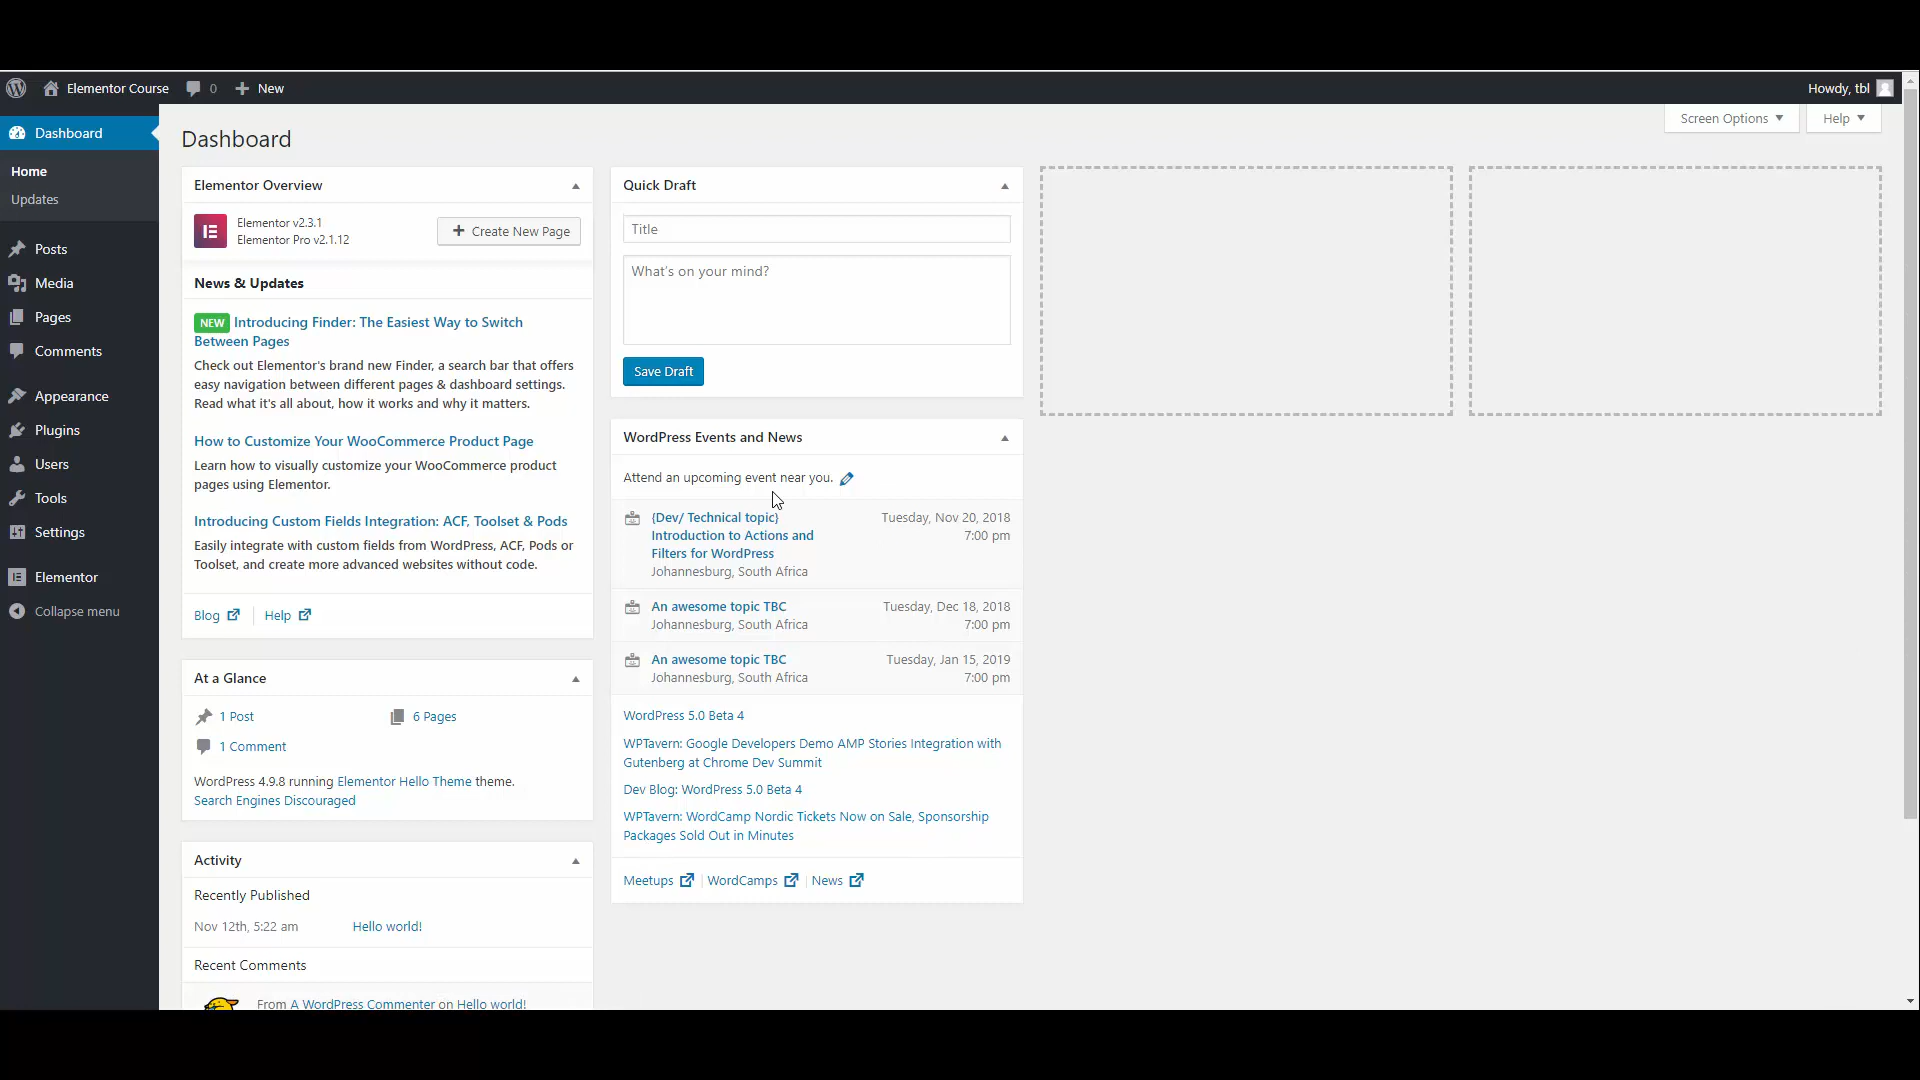 Elementor Course
0
New
Howdy, tbl
Dashboard
Home
Updates
Posts
Media
Pages
Comments
Appearance
Plugins
Users
Tools
Settings
Elementor
Collapse menu
Dashboard
Screen Options
Help
Elementor Overview
Elementor v2.3.1
Elementor Pro v2.1.12
Create New Page
News & Updates
NEW Introducing Finder: The Easiest Way to Switch
Between Pages
Check out Elementor's brand new Finder, a search bar that offers
easy navigation between different pages & dashboard settings.
Read what it's all about, how it works and why it matters.
How to Customize Your WooCommerce Product Page
Learn how to visually customize your WooCommerce product
pages using Elementor.
Introducing Custom Fields Integration: ACF, Toolset & Pods
Easily integrate with custom fields from WordPress, ACF, Pods or
Toolset, and create more advanced websites without code.
Blog
Help
At a Glance
1 Post
6 Pages
1 Comment
WordPress 4.9.8 running Elementor Hello Theme theme.
Search Engines Discouraged
Activity
Recently Published
Nov 12th, 5:22 am
Hello world!
Recent Comments
From A WordPress Commenter on Hello world!
Quick Draft
Title
What's on your mind?
Save Draft
WordPress Events and News
Attend an upcoming event near you.
{Dev/ Technical topic}
Introduction to Actions and
Filters for WordPress
Johannesburg, South Africa
Tuesday, Nov 20, 2018
7:00 pm
An awesome topic TBC
Johannesburg, South Africa
Tuesday, Dec 18, 2018
7:00 pm
An awesome topic TBC
Johannesburg, South Africa
Tuesday, Jan 15, 2019
7:00 pm
WordPress 5.0 Beta 4
WPTavern: Google Developers Demo AMP Stories Integration with
Gutenberg at Chrome Dev Summit
Dev Blog: WordPress 5.0 Beta 4
WPTavern: WordCamp Nordic Tickets Now on Sale, Sponsorship
Packages Sold Out in Minutes
Meetups
WordCamps
News